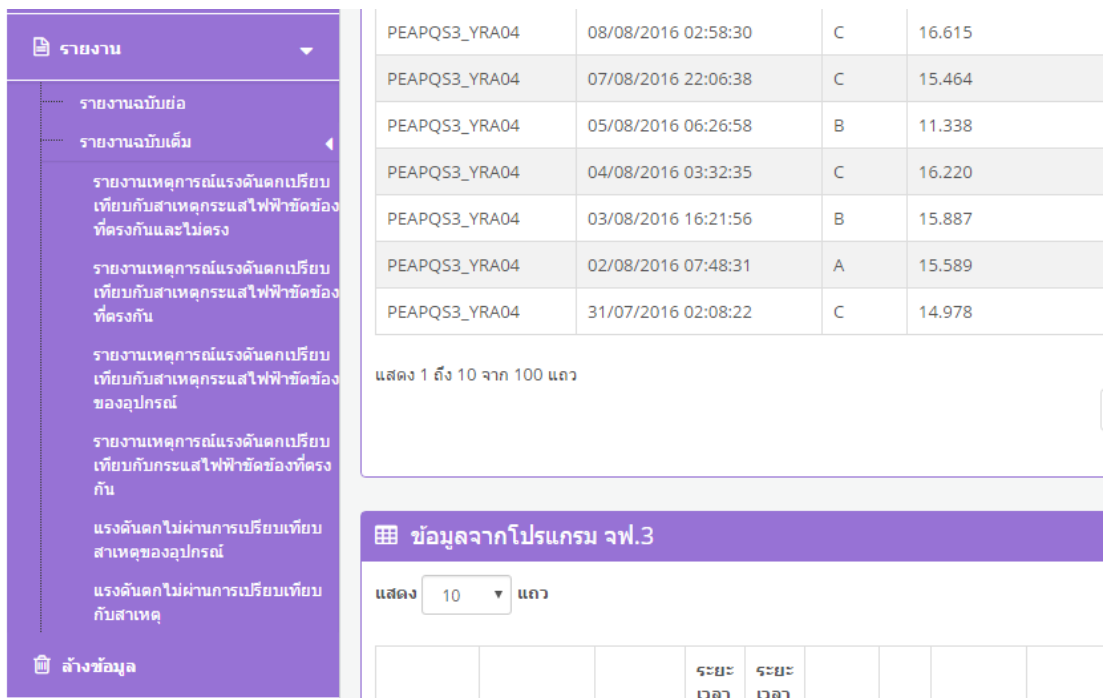 รายงาน
รายงานฉบับย่อ
รายงานฉบับเต็ม
รายงานเหตุการณ์แรงดันตกเปรียบ
เทียบกับสาเหตุกระแสไฟฟ้าขัดข้อง
ที่ตรงกันและไม่ตรง
รายงานเหตุการณ์แรงดันตกเปรียบ
เทียบกับสาเหตุกระแสไฟฟ้าขัดข้อง
ที่ตรงกัน
รายงานเหตุการณ์แรงดันตกเปรียบ
เทียบกับสาเหตุกระแสไฟฟ้าขัดข้อง
ของอุปกรณ์
รายงานเหตุการณ์แรงดันตกเปรียบ
เทียบกับกระแสไฟฟ้าขัดข้องที่ตรง
กัน
แรงดันตกไม่ผ่านการเปรียบเทียบ
สาเหตุของอุปกรณ์
แรงดันตกไม่ผ่านการเปรียบเทียบ
กับสาเหตุ
ล้างข้อมูล
PEAPQS3_YRA04 08/08/2016 02:58:30 C 16.615
PEAPQS3_YRA04 07/08/2016 22:06:38 C 15.464
PEAPQS3_YRA04 05/08/2016 06:26:58 B 11.338
PEAPQS3_YRA04 04/08/2016 03:32:35 C 16.220
PEAPQS3_YRA04 03/08/2016 16:21:56 B 15.887
PEAPQS3_YRA04 02/08/2016 07:48:31 A 15.589
PEAPQS3_YRA04 31/07/2016 02:08:22 C 14.978
แสดง 1 ถึง 10 จาก 100 แถว
ข้อมูลจากโปรแกรม จฟ.3
แสดง 10 แถว
ระยะ ระยะ
เวลา เวลา